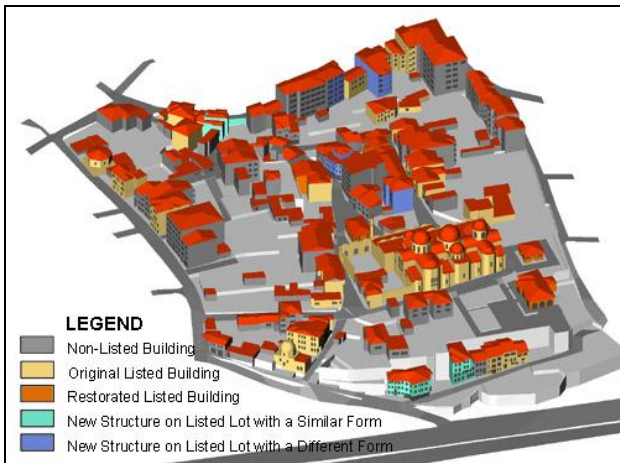 LEGEND
Non-Listed Building
Original Listed Building
Restorated Listed Building
New Structure on Listed Lot with a Similar Form
New Structure on Listed Lot with a Different Form